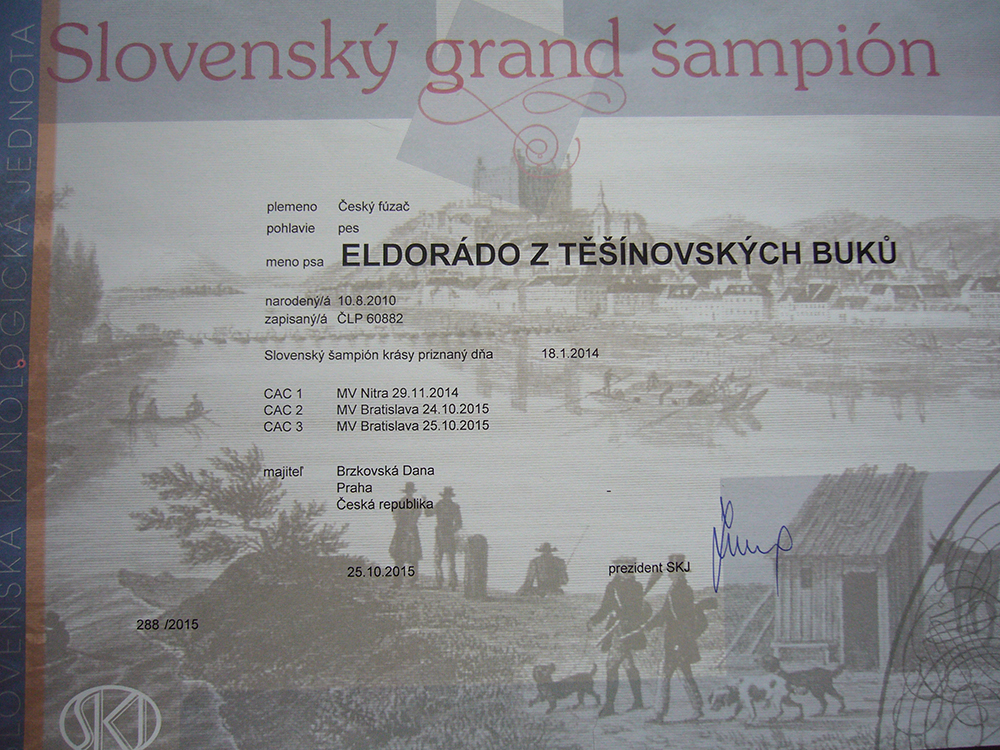 Slovenský grand šampión
SLOVENSKÁ KYNOLOGICKÁ JEDNOTA
plemeno Český fúzač
pohlavie pes
meno psa ELDORÁDO Z TĚŠÍNOVSKÝCH BUKŮ
narodený/á 10.8.2010
zapísaný/á ČLP 60882
Slovenský šampión krásy priznaný dňa 18.1.2014
CAC 1 MV Nitra 29.11.2014
CAC 2 MV Bratislava 24.10.2015
CAC 3 MV Bratislava 25.10.2015
majiteľ Brzkovská Dana
Praha
Česká republika
25.10.2015
prezident SKJ
288 /2015
SKJ